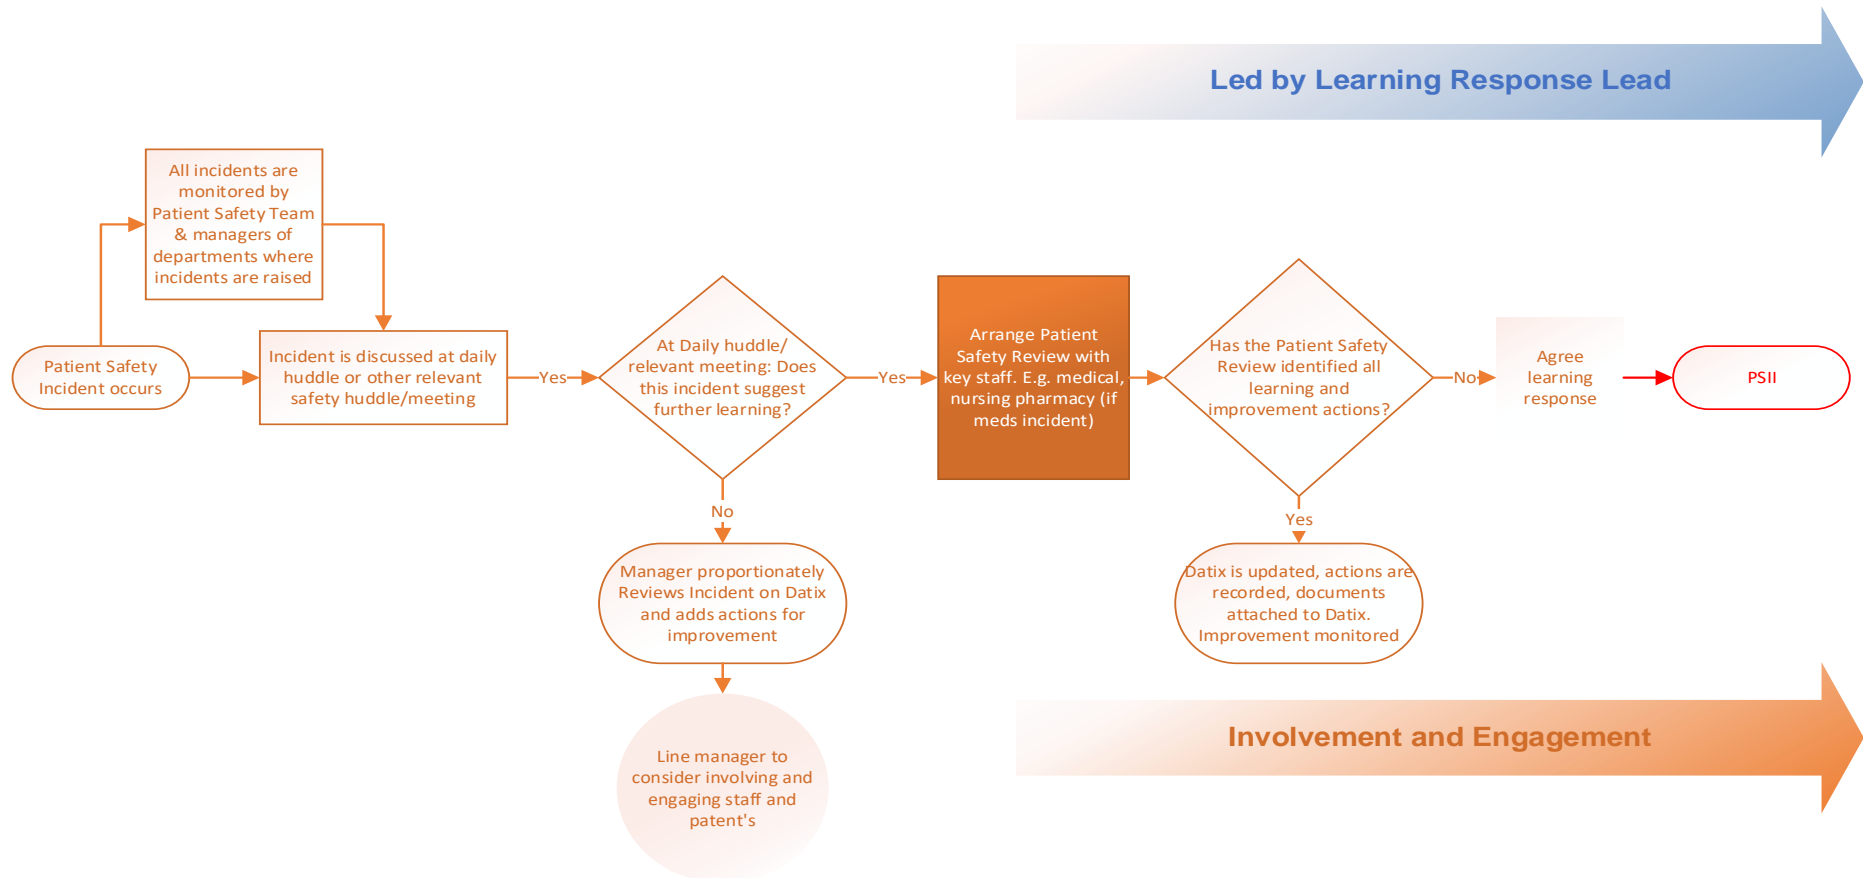 Led by Learning Response Lead
All incidents are
monitored by
Patient Safety Team
& managers of
departments where
incidents are raised
Patient Safety
Incident occurs
Incident is discussed at daily
huddle or other relevant
safety huddle/meeting
Yes
At Daily huddle/
relevant meeting: Does
this incident suggest
further learning?
Yes
Arrange Patient
Safety Review with
key staff. E.g. medical,
nursing pharmacy (if
meds incident)
Has the Patient Safety
Review identified all
learning and
improvement actions?
No
Agree
learning
response
PSII
No
Manager proportionately
Reviews Incident on Datix
and adds actions for
improvement
Yes
Datix is updated, actions are
recorded, documents
attached to Datix.
Improvement monitored
Line manager to
consider involving and
engaging staff and
patent's
Involvement and Engagement